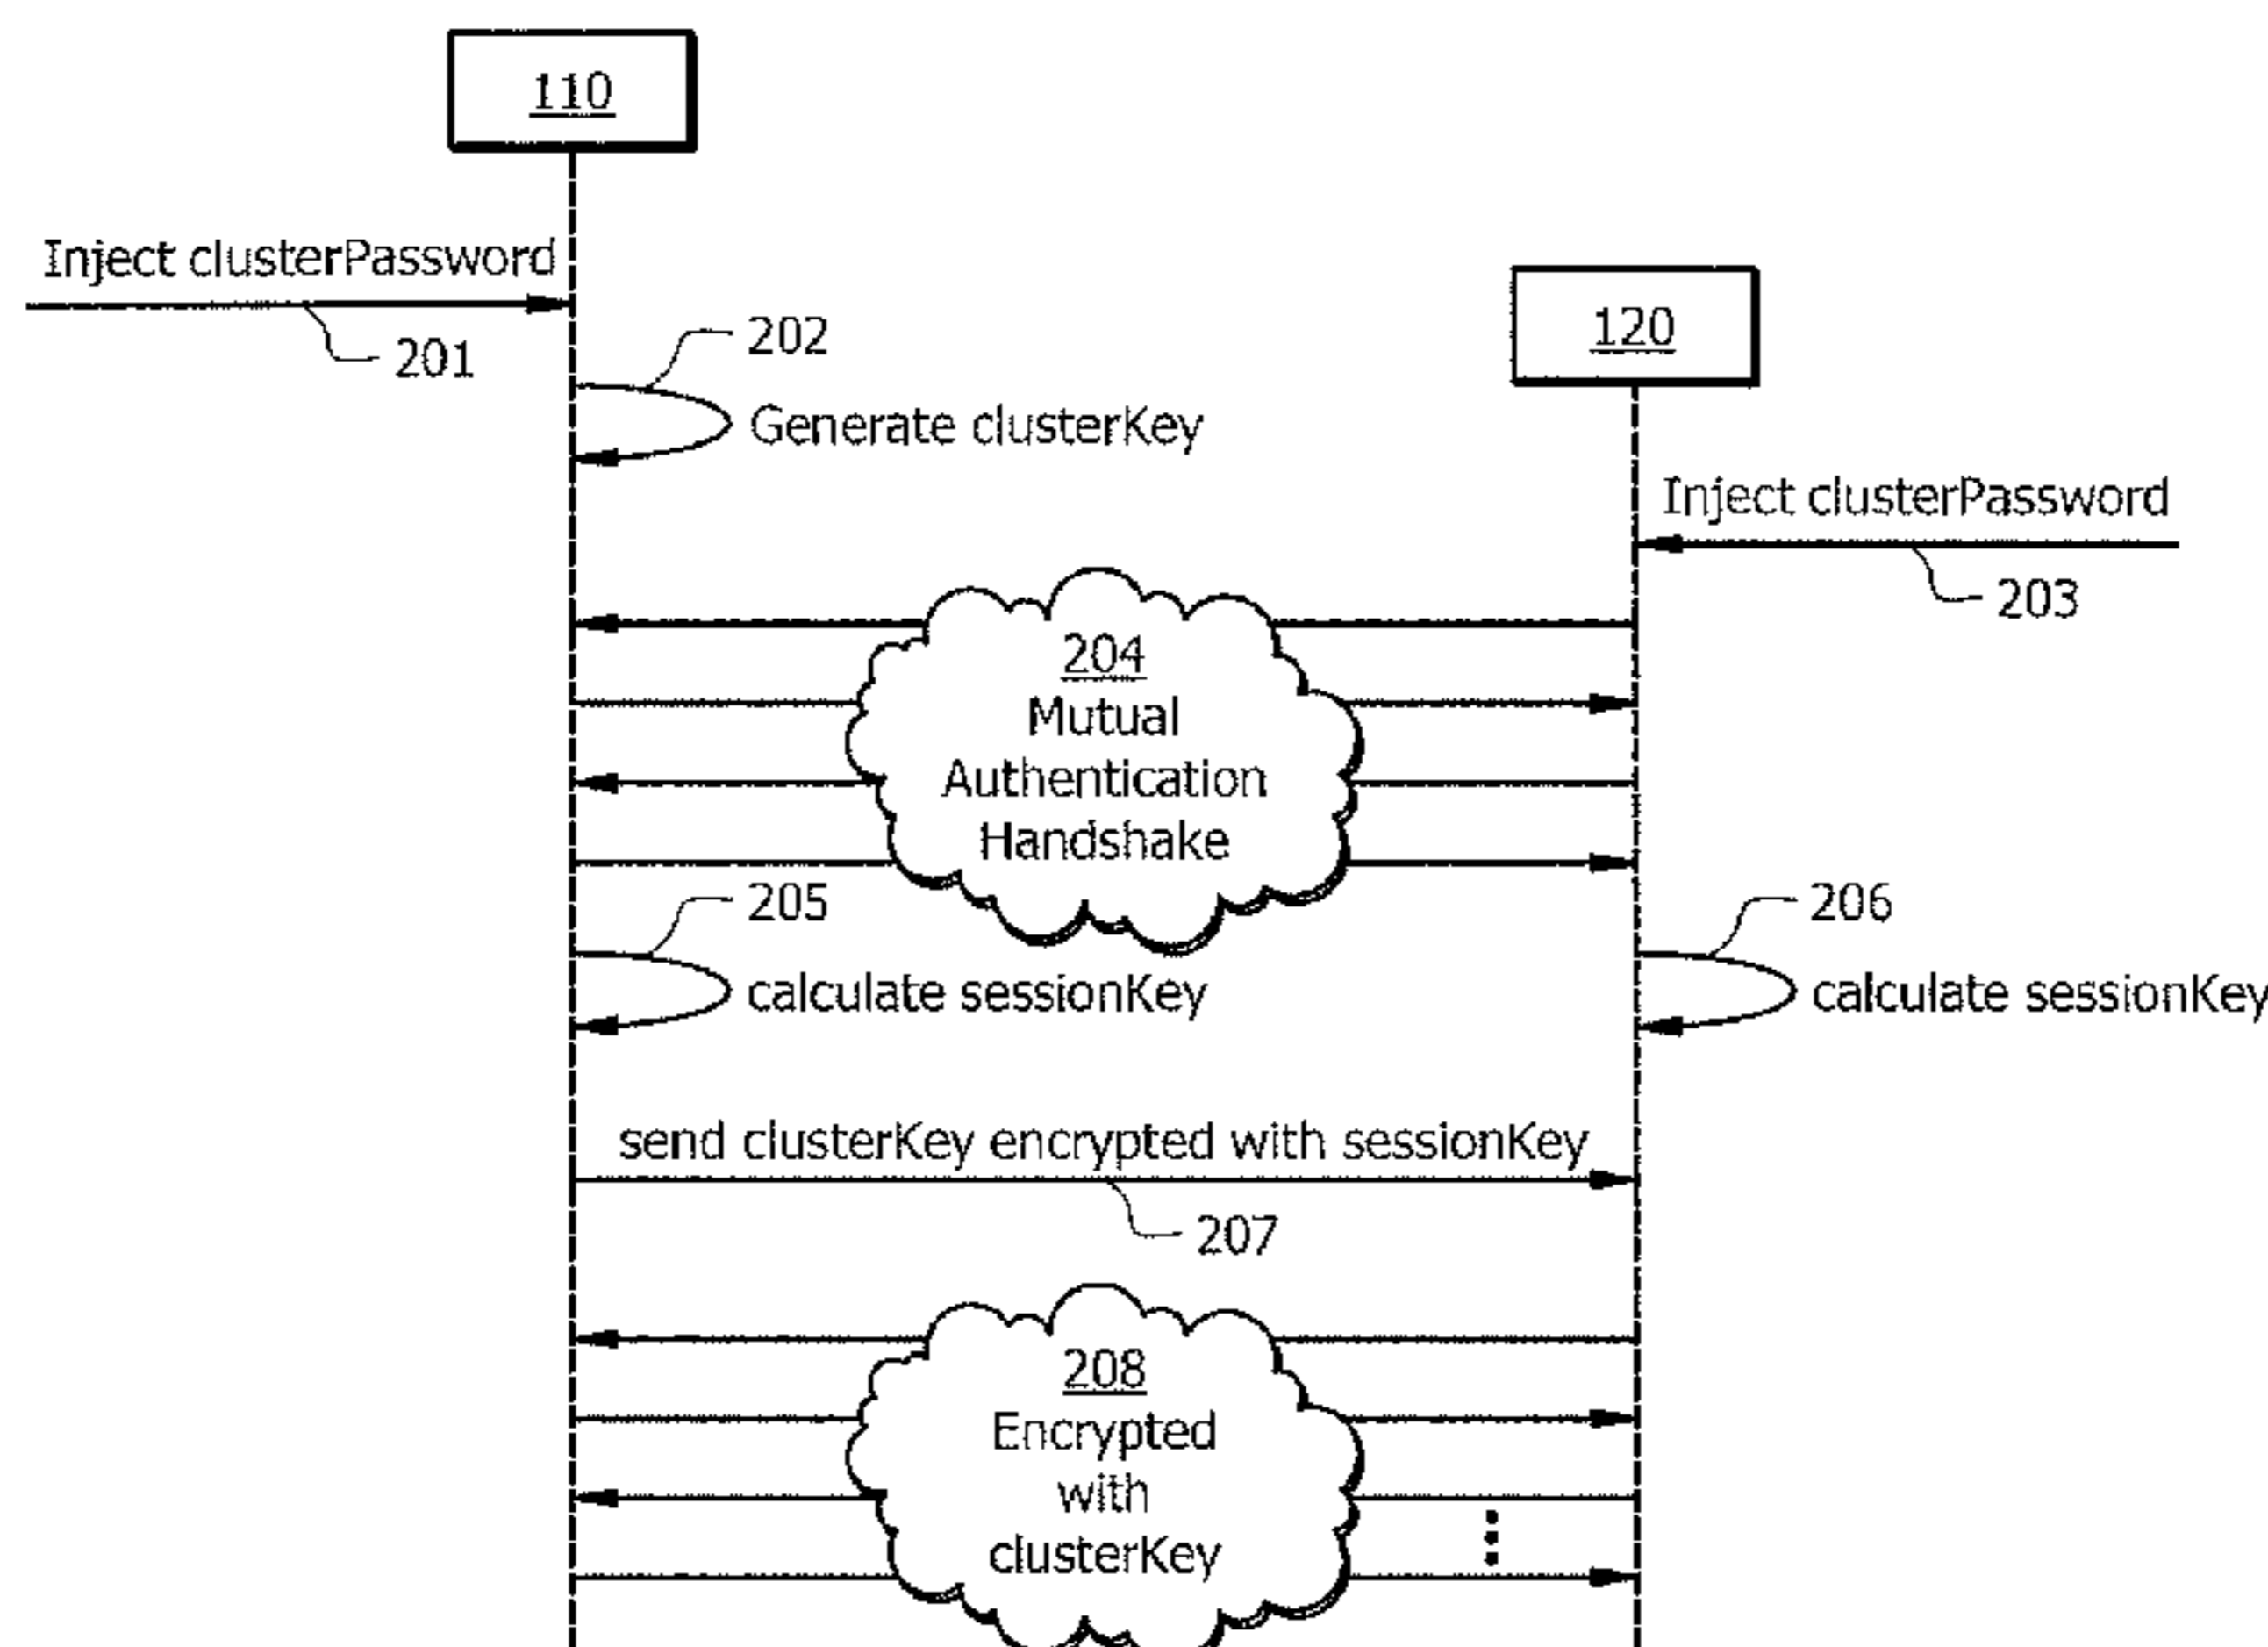 110
Inject clusterPassword
120
202
201
Generate clusterKey
Inject clusterPassword
203
204
Mutual
Authentication
Handshake
205
206
calculate sessionKey
calculate sessionKey
send clusterKey encrypted with sessionKey
207
208
Encrypted
with
clusterKey